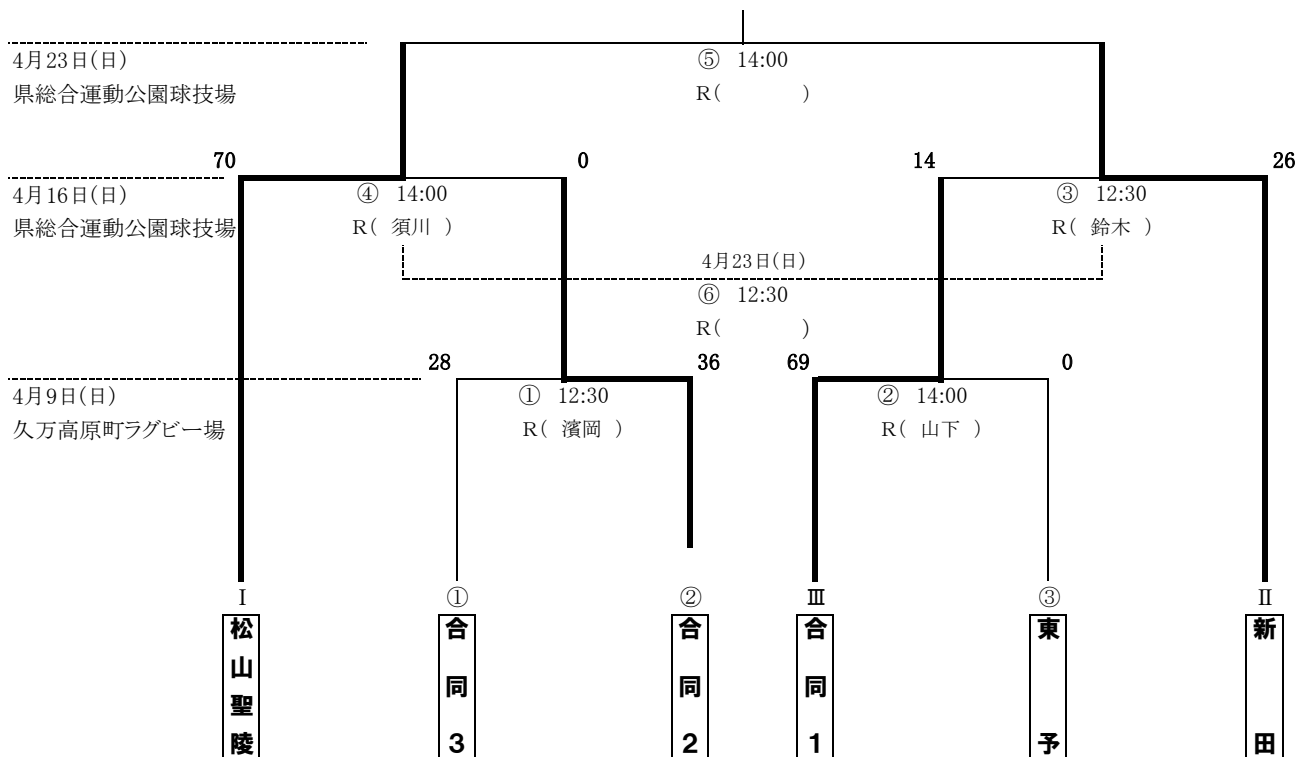 4月23日(日)
⑤ 14:00
県総合運動公園球技場
R( )
70
0
14
26
4月16日(日)
④ 14:00
③ 12:30
県総合運動公園球技場
R( 須川 )
R( 鈴木 )
4月23日(日)
⑥ 12:30
R( )
28
36
69
0
4月9日(日)
① 12:30
② 14:00
久万高原町ラグビー場
R( 濱岡 )
R( 山下 )
Ⅰ
①
②
Ⅲ
③
Ⅱ
松山聖陵
合同3
合同2
合同1
東予
新田